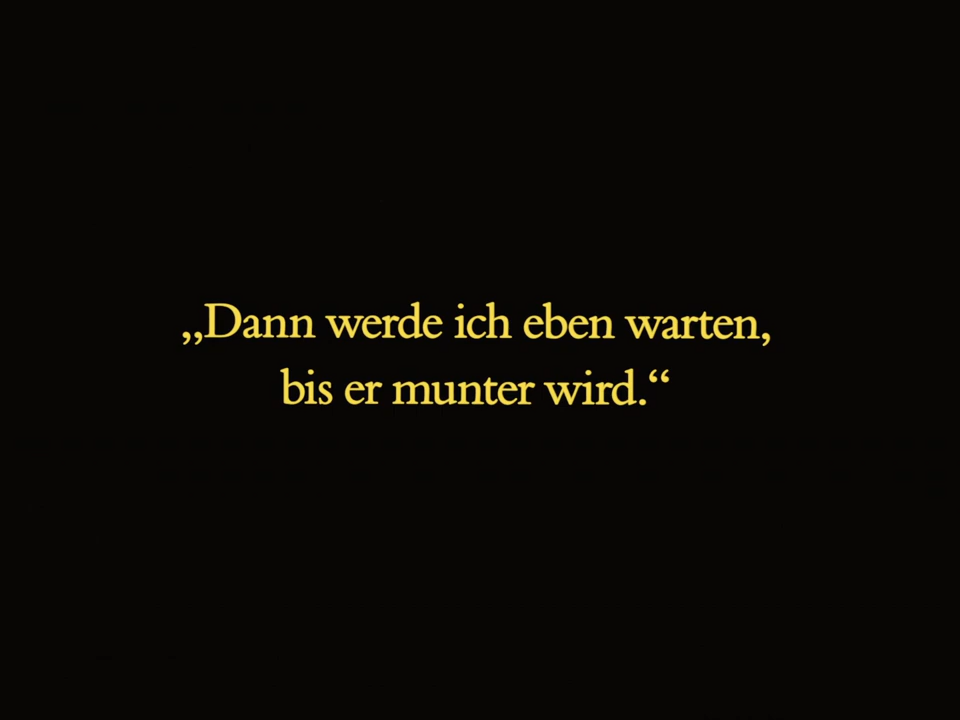 „Dann werde ich eben warten,
bis er munter wird.“